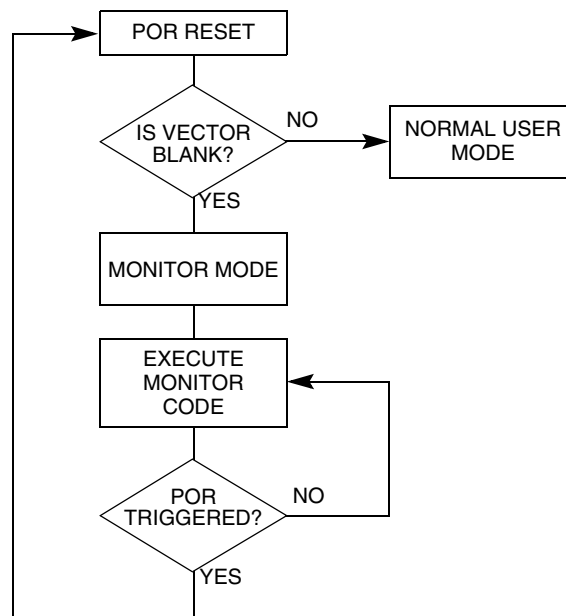 POR RESET
IS VECTOR
BLANK?
NO
NORMAL USER
MODE
YES
MONITOR MODE
EXECUTE
MONITOR
CODE
POR
TRIGGERED?
NO
YES